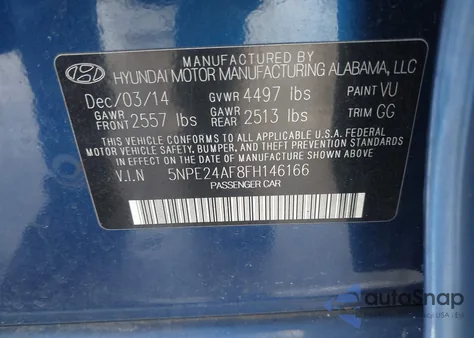 MANUFACTURED BY
HYUNDAI MOTOR MANUFACTURING ALABAMA, LLC
Dec/03/14 GVWR 4497 lbs PAINT VU
GAWR FRONT 2557 lbs GAWR REAR 2513 lbs TRIM GG
THIS VEHICLE CONFORMS TO ALL APPLICABLE U.S.A. FEDERAL
MOTOR VEHICLE SAFETY, BUMPER, AND THEFT PREVENTION
STANDARDS IN EFFECT ON THE DATE OF MANUFACTURE SHOWN ABOVE.
V.I.N 5NPE24AF8FH146166
PASSENGER CAR
autoSnap
USA - Est